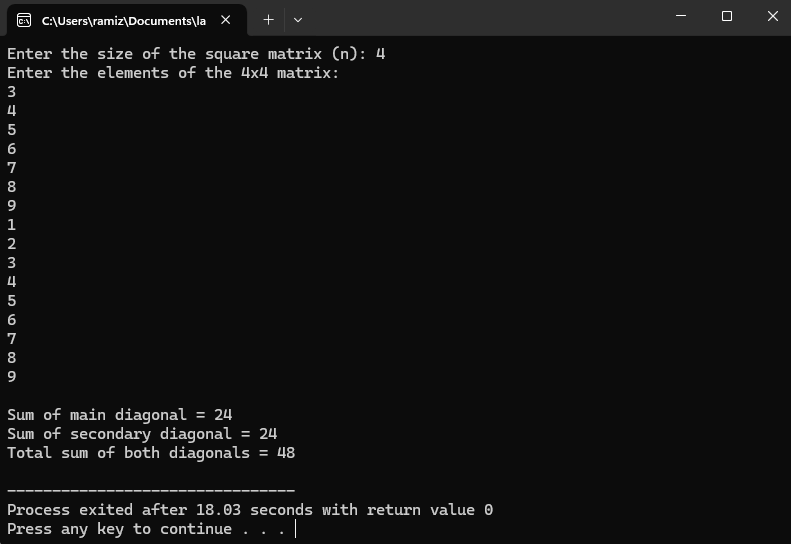 C:\Users\ramiz\Documents\la
Enter the size of the square matrix (n): 4
Enter the elements of the 4x4 matrix:
3
4
5
6
7
8
9
1
2
3
4
5
6
7
8
9
Sum of main diagonal = 24
Sum of secondary diagonal = 24
Total sum of both diagonals = 48
--------------------------------
Process exited after 18.03 seconds with return value 0
Press any key to continue . . .